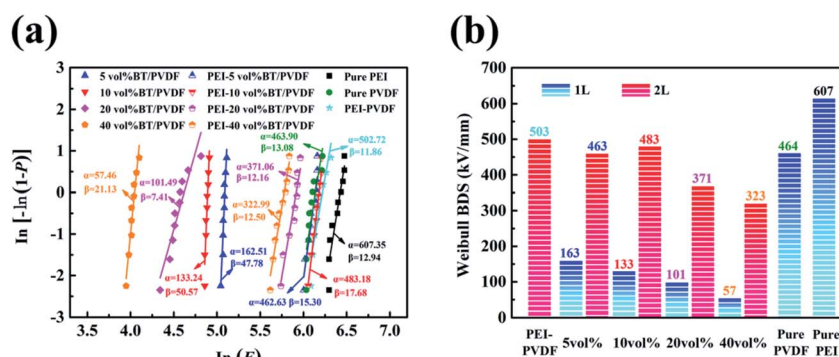 (a)
3
2
1
0
-1
-2
-3
ln [-ln(1-P)]
5 vol%BT/PVDF
10 vol%BT/PVDF
20 vol%BT/PVDF
40 vol%BT/PVDF
PEI-5 vol%BT/PVDF
PEI-10 vol%BT/PVDF
PEI-20 vol%BT/PVDF
PEI-40 vol%BT/PVDF
Pure PEI
Pure PVDF
PEI-PVDF
α=57.46
β=21.13
α=101.49
β=7.41
α=133.24
β=50.57
α=162.51
β=47.78
α=322.99
β=12.50
α=371.06
β=12.16
α=463.90
β=13.08
α=502.72
β=11.86
α=607.35
β=12.94
α=483.18
β=17.68
α=462.63 β=15.30
3.5 4.0 4.5 5.0 5.5 6.0 6.5 7.0
ln (E)
(b)
700
600
500
400
300
200
100
0
Weibull BDS (kV/mm)
1L 2L
503
163
463
133
483
101
371
57
323
464
607
PEI-
PVDF
5vol%
10vol%
20vol%
40vol%
Pure
PVDF
Pure
PEI